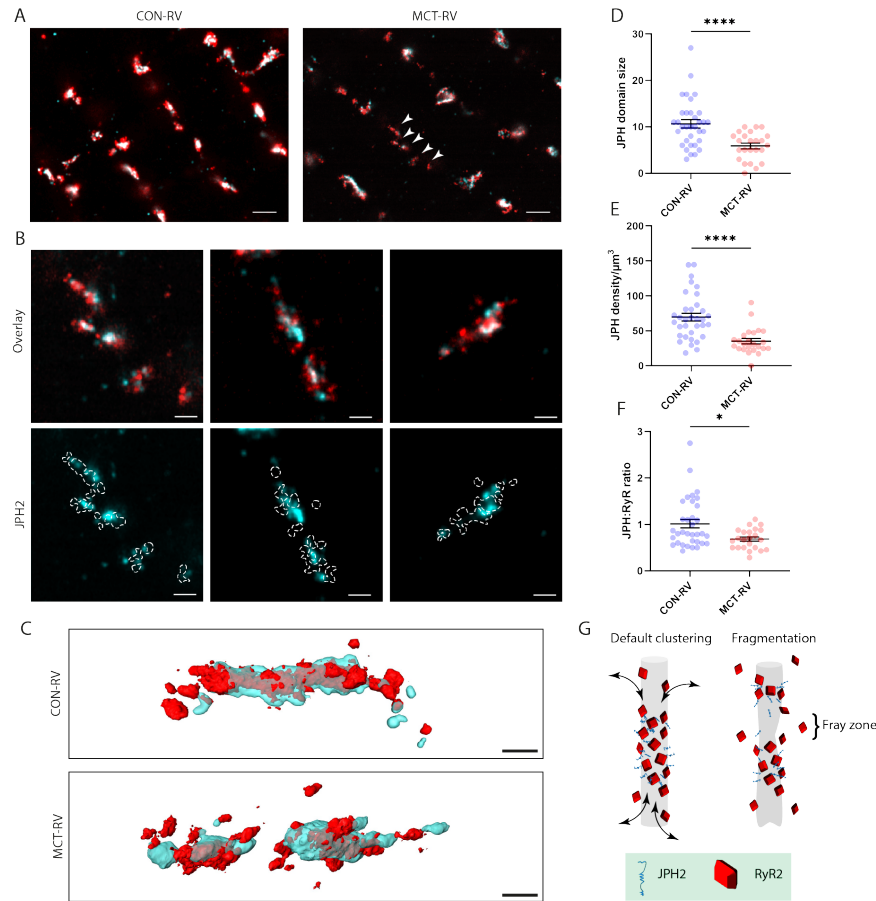 A
CON-RV
MCT-RV
B
Overlay
JPH2
C
CON-RV
MCT-RV
D
****
JPH domain size
30
20
10
0
CON-RV
MCT-RV
E
****
JPH density/µm³
200
150
100
50
0
CON-RV
MCT-RV
F
*
JPH:RyR ratio
3
2
1
0
CON-RV
MCT-RV
G
Default clustering
Fragmentation
Fray zone
JPH2
RyR2